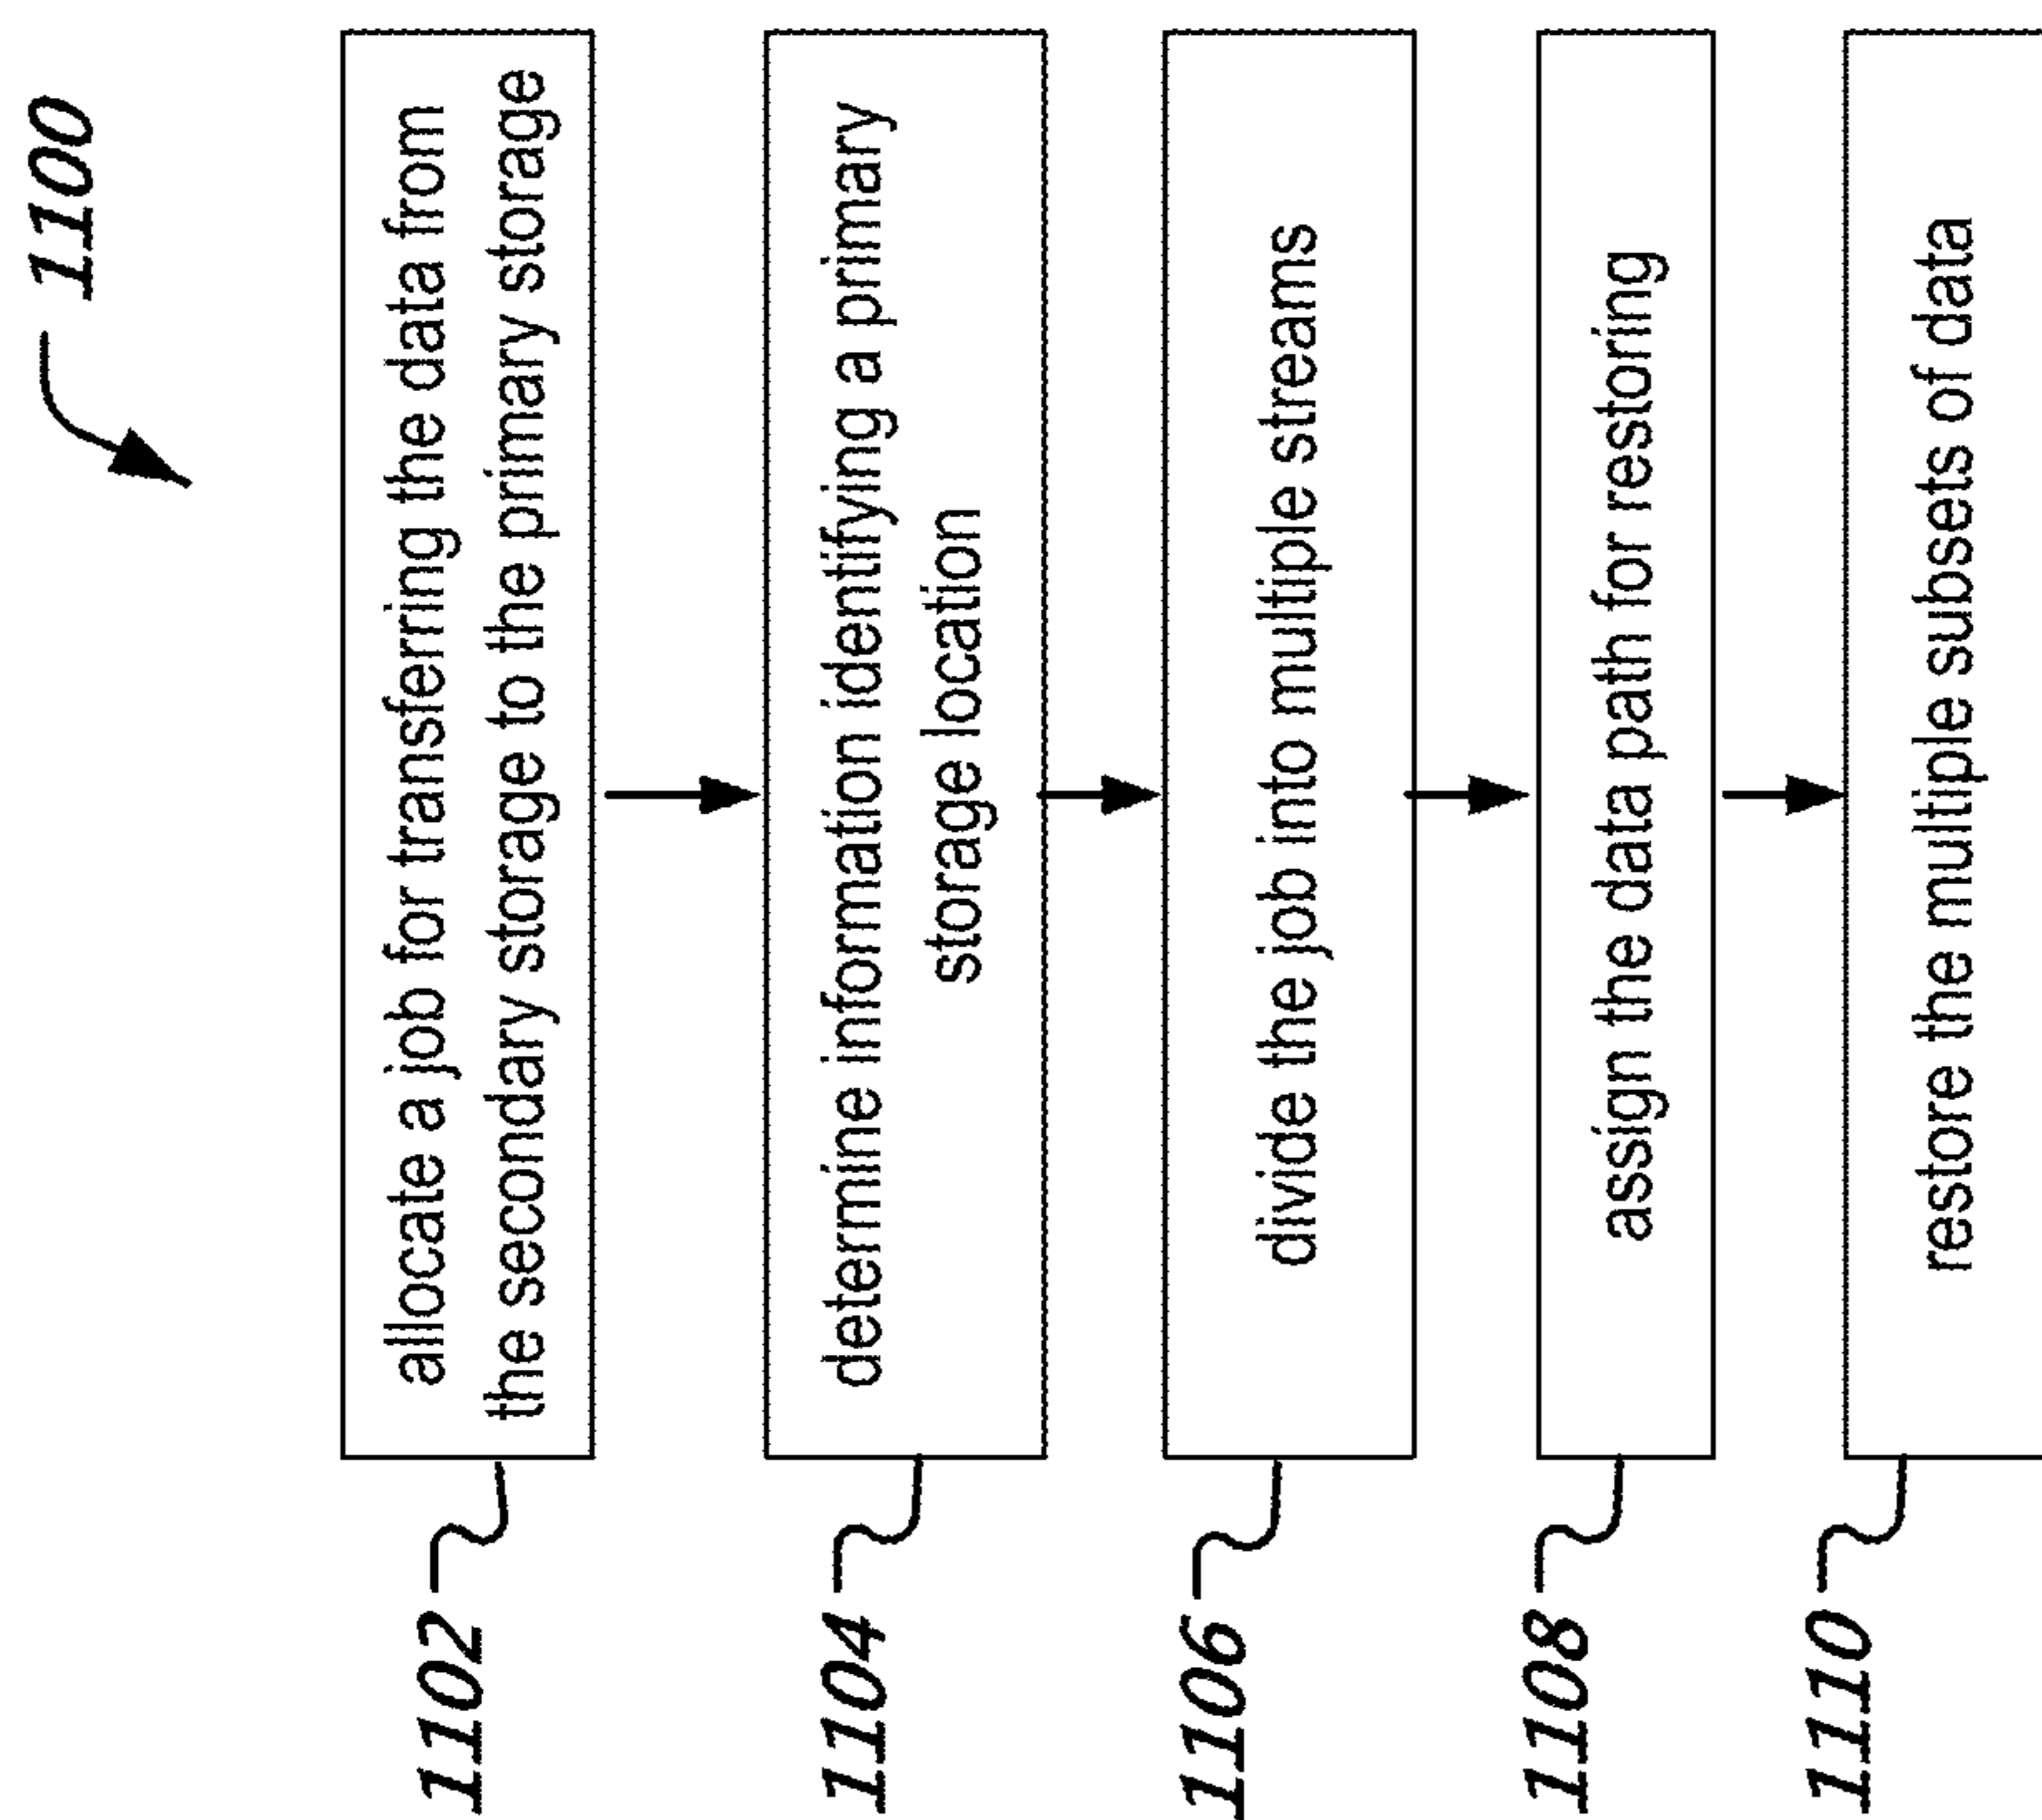 1100
1102
allocate a job for transferring the data from
the secondary storage to the primary storage
1104
determine information identifying a primary
storage location
1106
divide the job into multiple streams
1108
assign the data path for restoring
1110
restore the multiple subsets of data